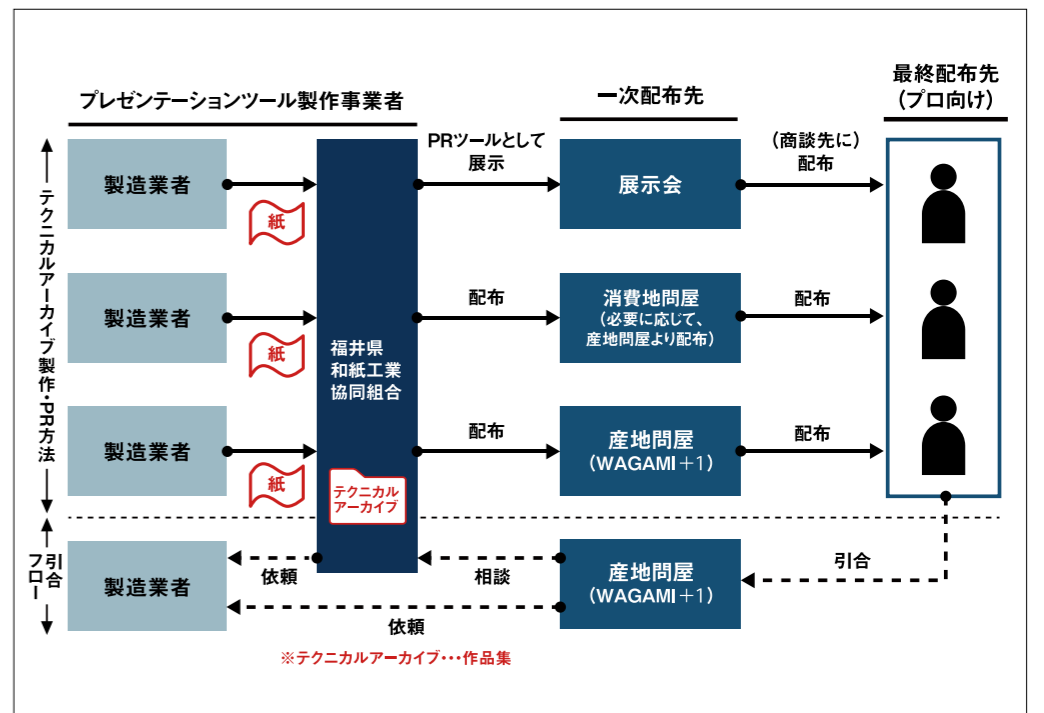 プレゼンテーションツール製作事業者
一次配布先
最終配布先
（プロ向け）
テクニカルアーカイブ製作・PR方法
製造業者
紙
PRツールとして
展示
展示会
（商談先に）
配布
製造業者
紙
配布
消費地問屋
（必要に応じて、
産地問屋より配布）
配布
福井県
和紙工業
協同組合
製造業者
紙
テクニカル
アーカイブ
配布
産地問屋
（WAGAMI＋1）
配布
引合
フロー
製造業者
依頼
相談
産地問屋
（WAGAMI＋1）
引合
依頼
※テクニカルアーカイブ・・・作品集